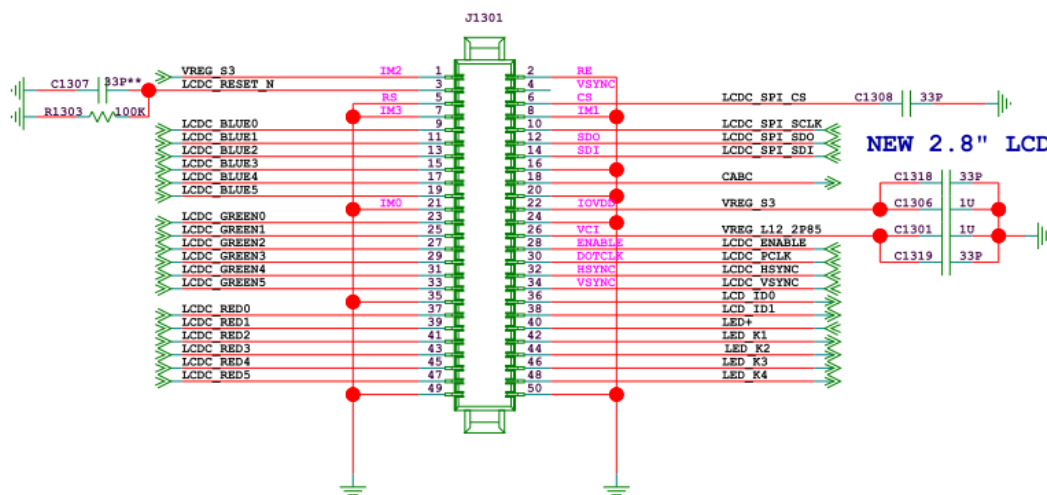 J1301
VREG_S3 IM2 1 2 RE
C1307 33P** LCDC_RESET_N 3 4 VSYNC
RS 5 6 CS LCDC_SPI_CS C1308 33P
R1303 100K IM3 7 8 IM1
LCDC_BLUE0 9 10 LCDC_SPI_SCLK
LCDC_BLUE1 11 12 SDO LCDC_SPI_SDO
LCDC_BLUE2 13 14 SDI LCDC_SPI_SDI
NEW 2.8" LCD
LCDC_BLUE3 15 16
LCDC_BLUE4 17 18 CABC C1318 33P
LCDC_BLUE5 19 20
IM0 21 22 IOVDD VREG_S3 C1306 1U
LCDC_GREEN0 23 24
LCDC_GREEN1 25 26 VCI VREG_L12_2P85 C1301 1U
LCDC_GREEN2 27 28 ENABLE LCDC_ENABLE
LCDC_GREEN3 29 30 DOTCLK LCDC_PCLK C1319 33P
LCDC_GREEN4 31 32 HSYNC LCDC_HSYNC
LCDC_GREEN5 33 34 VSYNC LCDC_VSYNC
35 36 LCD_ID0
LCDC_RED0 37 38 LCD_ID1
LCDC_RED1 39 40 LED+
LCDC_RED2 41 42 LED_K1
LCDC_RED3 43 44 LED_K2
LCDC_RED4 45 46 LED_K3
LCDC_RED5 47 48 LED_K4
49 50